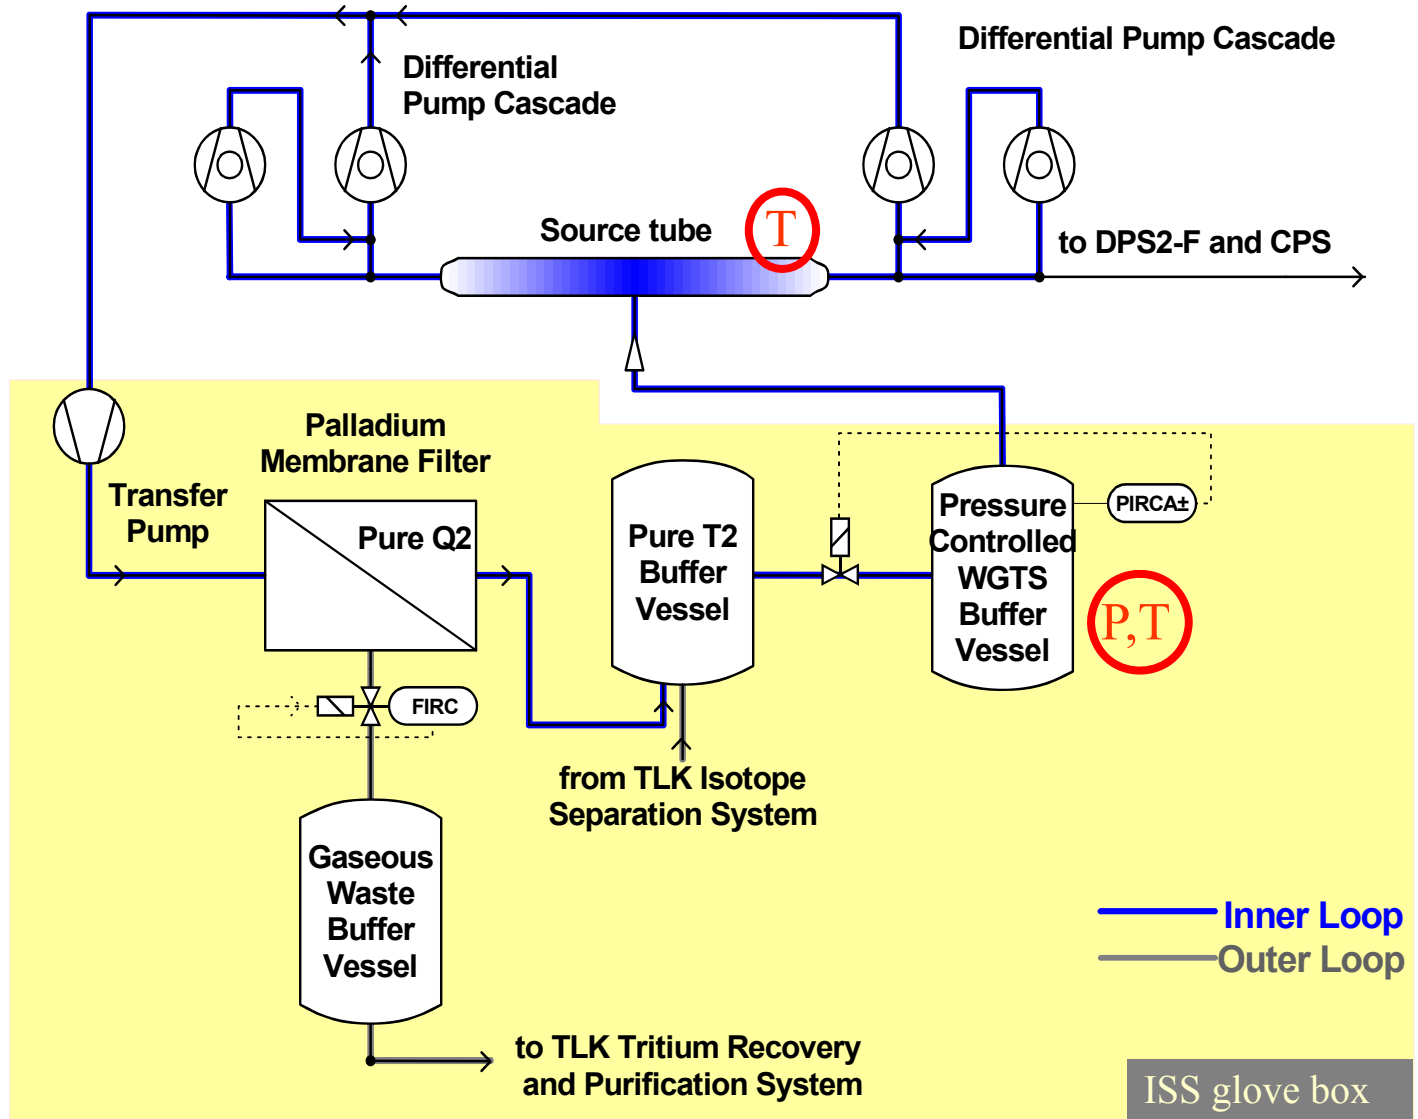 Differential Pump Cascade
Differential
Pump Cascade
Source tube
T
to DPS2-F and CPS
Palladium
Membrane Filter
Transfer
Pump
Pure Q2
Pure T2
Buffer
Vessel
Pressure
Controlled
WGTS
Buffer
Vessel
PIRCA±
P,T
FIRC
from TLK Isotope
Separation System
Gaseous
Waste
Buffer
Vessel
Inner Loop
Outer Loop
to TLK Tritium Recovery
and Purification System
ISS glove box